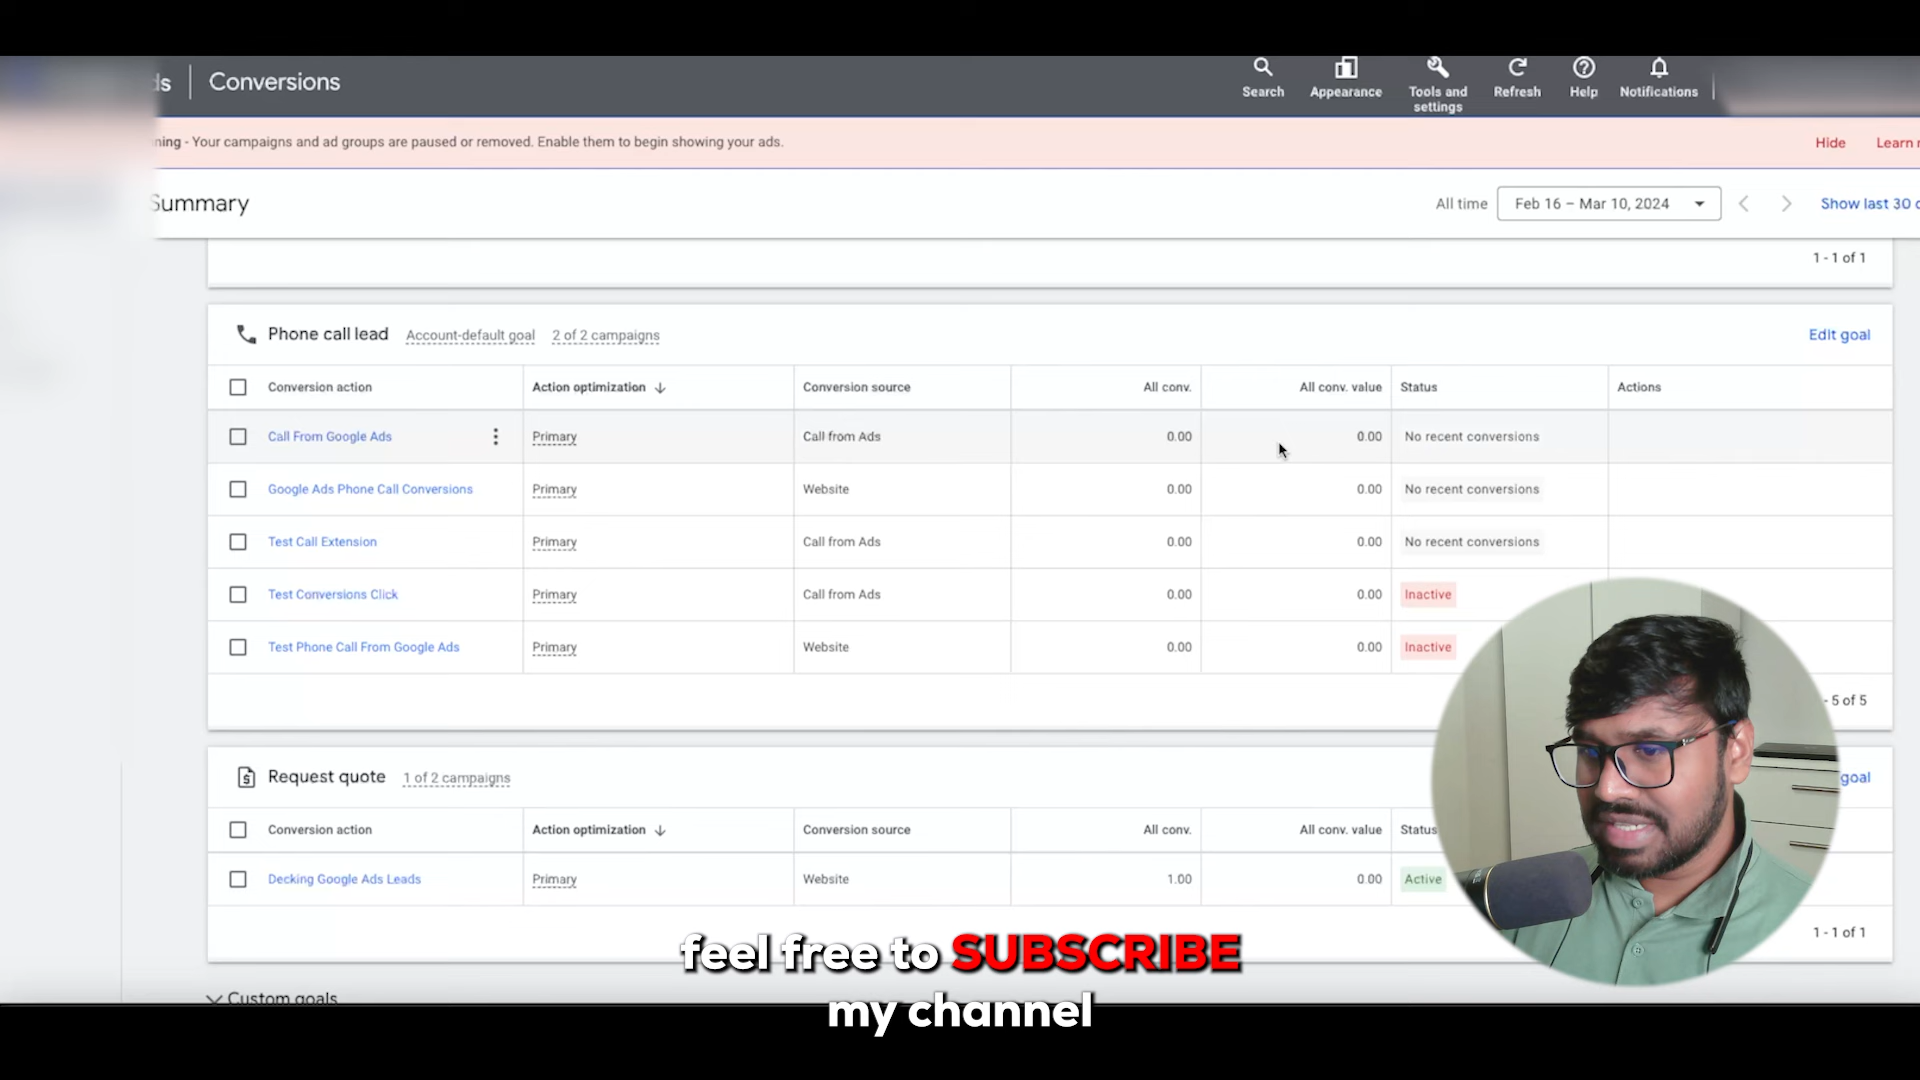 ds Conversions
Search
Appearance
Tools and
settings
Refresh
Help
Notifications
ning - Your campaigns and ad groups are paused or removed. Enable them to begin showing your ads.
Hide Learn
Summary
All time Feb 16 – Mar 10, 2024 Show last 30 d
1 - 1 of 1
Phone call lead Account-default goal 2 of 2 campaigns Edit goal
Conversion action Action optimization Conversion source All conv. All conv. value Status Actions
Call From Google Ads Primary Call from Ads 0.00 0.00 No recent conversions
Google Ads Phone Call Conversions Primary Website 0.00 0.00 No recent conversions
Test Call Extension Primary Call from Ads 0.00 0.00 No recent conversions
Test Conversions Click Primary Call from Ads 0.00 0.00 Inactive
Test Phone Call From Google Ads Primary Website 0.00 0.00 Inactive
- 5 of 5
Request quote 1 of 2 campaigns goal
Conversion action Action optimization Conversion source All conv. All conv. value Status
Decking Google Ads Leads Primary Website 1.00 0.00 Active
1 - 1 of 1
feel free to SUBSCRIBE
my channel
Custom goals